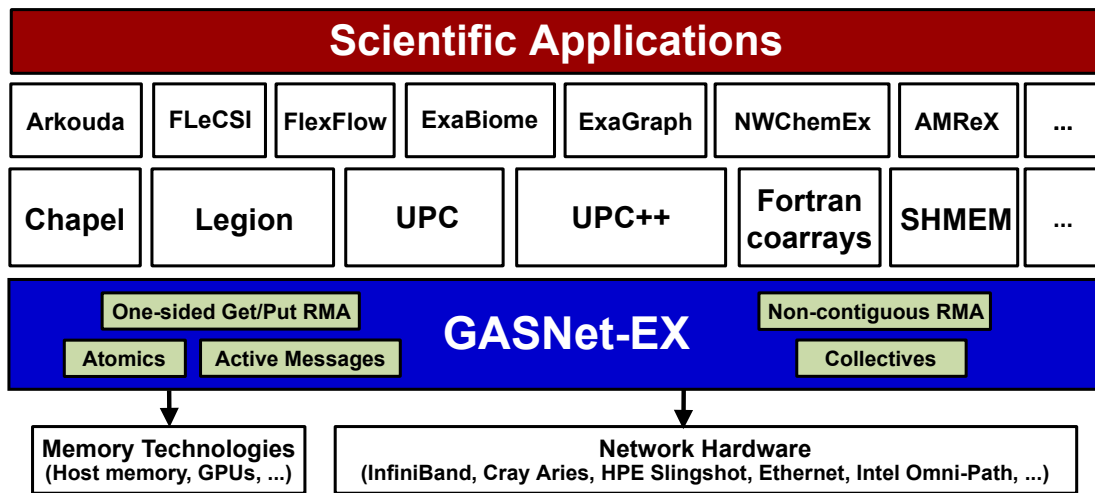 Scientific Applications
Arkouda
FLeCSI
FlexFlow
ExaBiome
ExaGraph
NWChemEx
AMReX
...
Chapel
Legion
UPC
UPC++
Fortran
coarrays
SHMEM
...
One-sided Get/Put RMA
Atomics
Active Messages
GASNet-EX
Non-contiguous RMA
Collectives
Memory Technologies
(Host memory, GPUs, ...)
Network Hardware
(InfiniBand, Cray Aries, HPE Slingshot, Ethernet, Intel Omni-Path, ...)